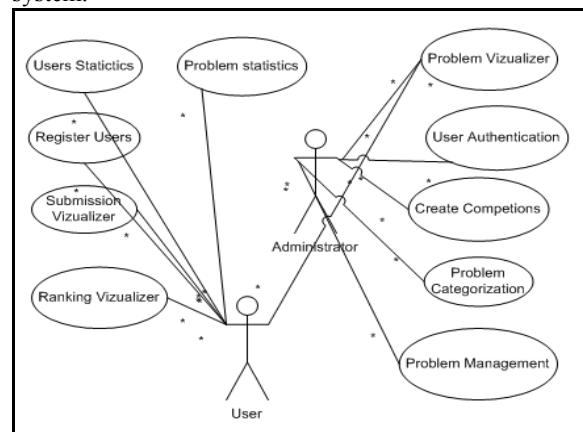 system.
Users Statictics
Problem statistics
Problem Vizualizer
Register Users
User Authentication
Submission
Vizualizer
Create Competions
Administrator
Ranking Vizualizer
Problem
Categorization
Problem Management
User